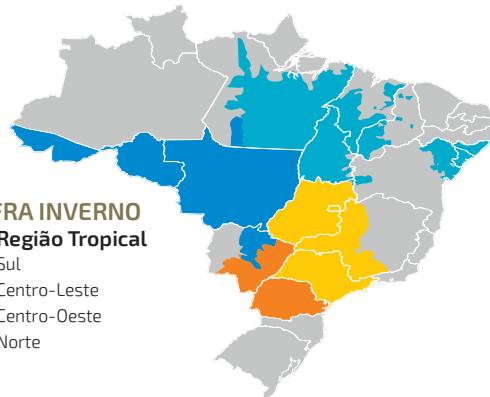 FRA INVERNO
Região Tropical
Sul
Centro-Leste
Centro-Oeste
Norte